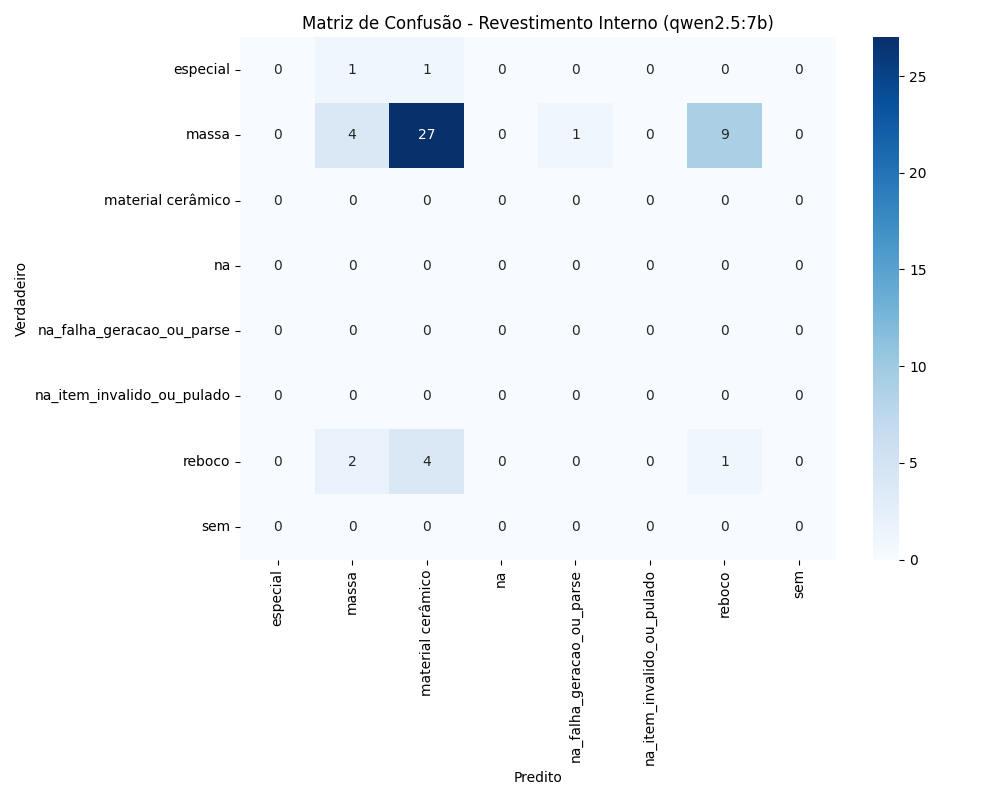 Matriz de Confusão - Revestimento Interno (qwen2.5:7b)
Verdadeiro
especial 0 1 1 0 0 0 0 0
massa 0 4 27 0 1 0 9 0
material cerâmico 0 0 0 0 0 0 0 0
na 0 0 0 0 0 0 0 0
na_falha_geracao_ou_parse 0 0 0 0 0 0 0 0
na_item_invalido_ou_pulado 0 0 0 0 0 0 0 0
reboco 0 2 4 0 0 0 1 0
sem 0 0 0 0 0 0 0 0
especial
massa
material cerâmico
na
na_falha_geracao_ou_parse
na_item_invalido_ou_pulado
reboco
sem
Predito
25
20
15
10
5
0